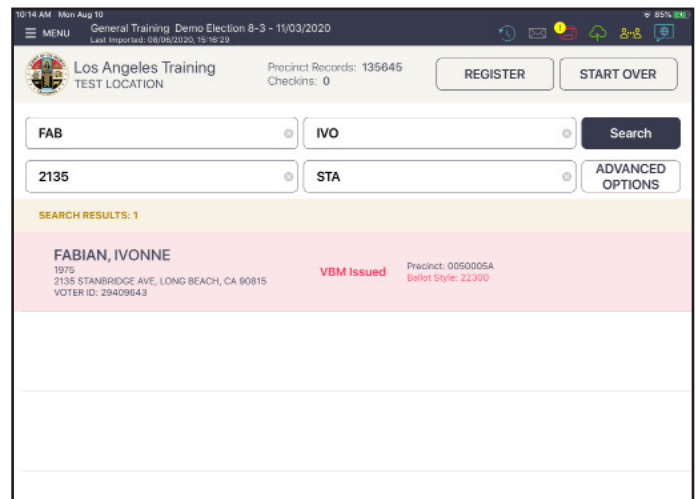 10:14 AM Mon Aug 10
85%
MENU
General Training Demo Election 8-3 - 11/03/2020
Last Imported: 08/06/2020, 15:16:29
Los Angeles Training
TEST LOCATION
Precinct Records: 135645
Checkins: 0
REGISTER
START OVER
FAB
IVO
Search
2135
STA
ADVANCED
OPTIONS
SEARCH RESULTS: 1
FABIAN, IVONNE
1975
2135 STANBRIDGE AVE, LONG BEACH, CA 90815
VOTER ID: 29409643
VBM Issued
Precinct: 0050005A
Ballot Style: 22300